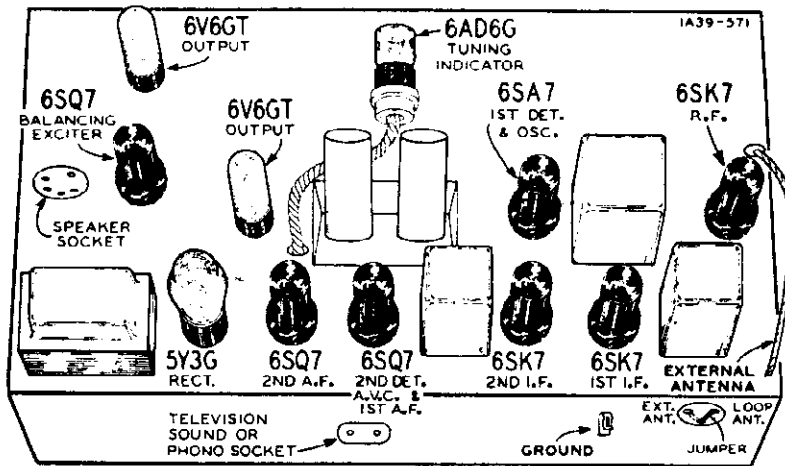 6V6GT
OUTPUT
6AD6G
TUNING
INDICATOR
1A39-571
6SQ7
BALANCING
EXCITER
6V6GT
OUTPUT
6SA7
1ST DET.
& OSC.
6SK7
R.F.
SPEAKER
SOCKET
5Y3G
RECT.
6SQ7
2ND A.F.
6SQ7
2ND DET.
A.V.C. &
1ST A.F.
6SK7
2ND I.F.
6SK7
1ST I.F.
EXTERNAL
ANTENNA
TELEVISION
SOUND OR
PHONO SOCKET
GROUND
EXT.
ANT.
LOOP
ANT.
JUMPER